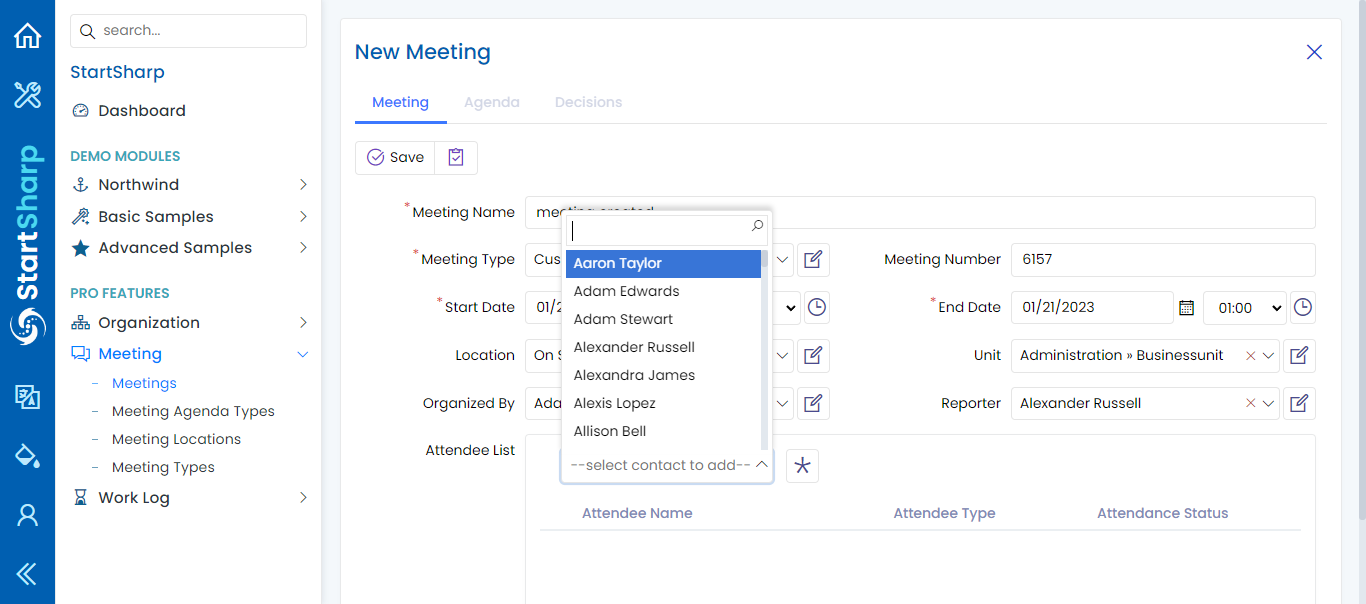 search...
StartSharp
StartSharp
Dashboard
DEMO MODULES
Northwind
Basic Samples
Advanced Samples
PRO FEATURES
Organization
Meeting
Meetings
Meeting Agenda Types
Meeting Locations
Meeting Types
Work Log
New Meeting
Meeting Agenda Decisions
Save
*Meeting Name meeting created
*Meeting Type Cus
Meeting Number 6157
*Start Date 01/2
*End Date 01/21/2023 01:00
Location On S
Unit Administration » Businessunit
Organized By Ada
Reporter Alexander Russell
Attendee List
Aaron Taylor
Adam Edwards
Adam Stewart
Alexander Russell
Alexandra James
Alexis Lopez
Allison Bell
--select contact to add--
Attendee Name Attendee Type Attendance Status